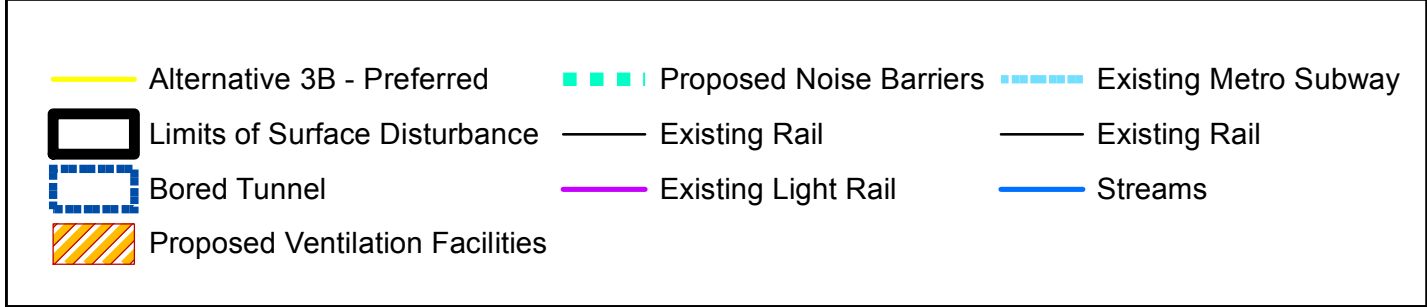 Alternative 3B - Preferred
Limits of Surface Disturbance
Bored Tunnel
Proposed Ventilation Facilities
Proposed Noise Barriers
Existing Rail
Existing Light Rail
Existing Metro Subway
Existing Rail
Streams